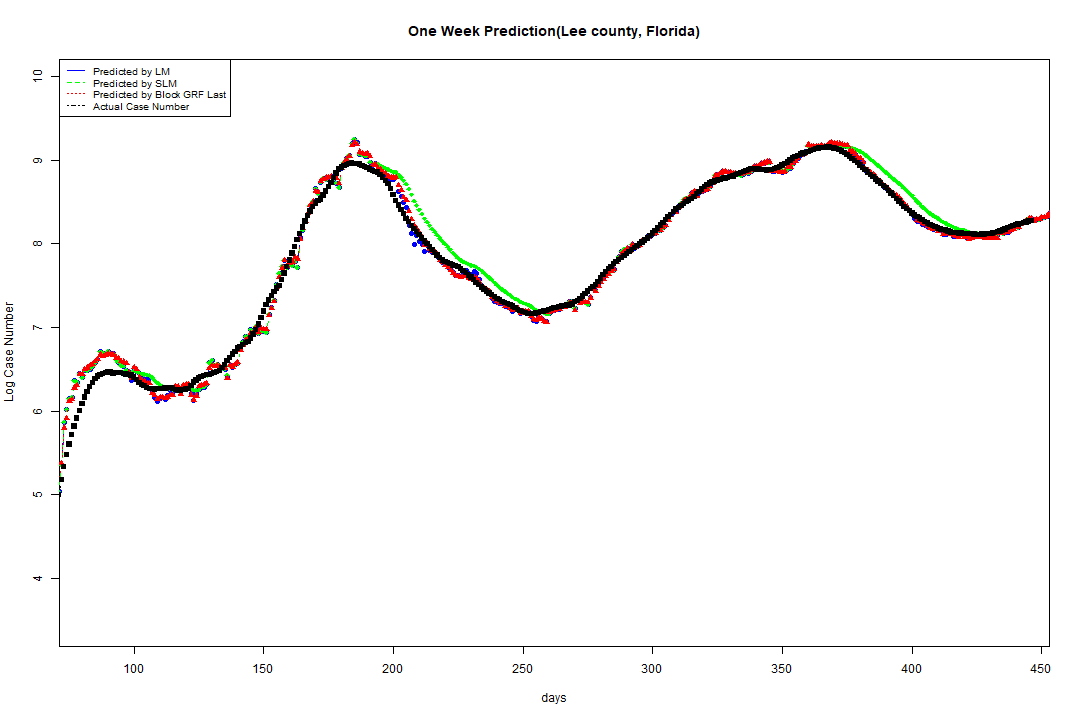 One Week Prediction(Lee county, Florida)
Predicted by LM
Predicted by SLM
Predicted by Block GRF Last
Actual Case Number
10
9
8
7
6
5
4
Log Case Number
100 150 200 250 300 350 400 450
days